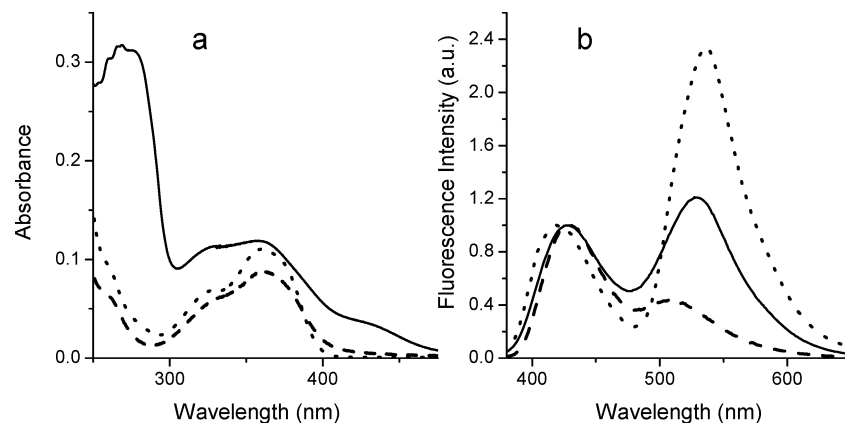 a
b
Absorbance
0.3
0.2
0.1
0.0
300
400
Wavelength (nm)
Fluorescence Intensity (a.u.)
2.4
2.0
1.6
1.2
0.8
0.4
0.0
400
500
600
Wavelength (nm)